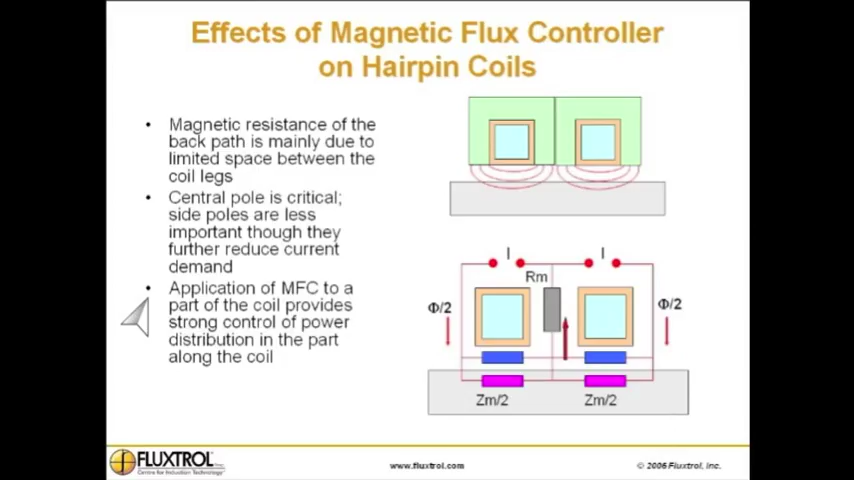 Effects of Magnetic Flux Controller
on Hairpin Coils
• Magnetic resistance of the
back path is mainly due to
limited space between the
coil legs
• Central pole is critical;
side poles are less
important though they
further reduce current
demand
• Application of MFC to a
part of the coil provides
strong control of power
distribution in the part
along the coil
I I
Rm
Φ/2 Φ/2
Zm/2 Zm/2
FLUXTROL
Centre for Induction Technology
www.fluxtrol.com
© 2006 Fluxtrol, Inc.